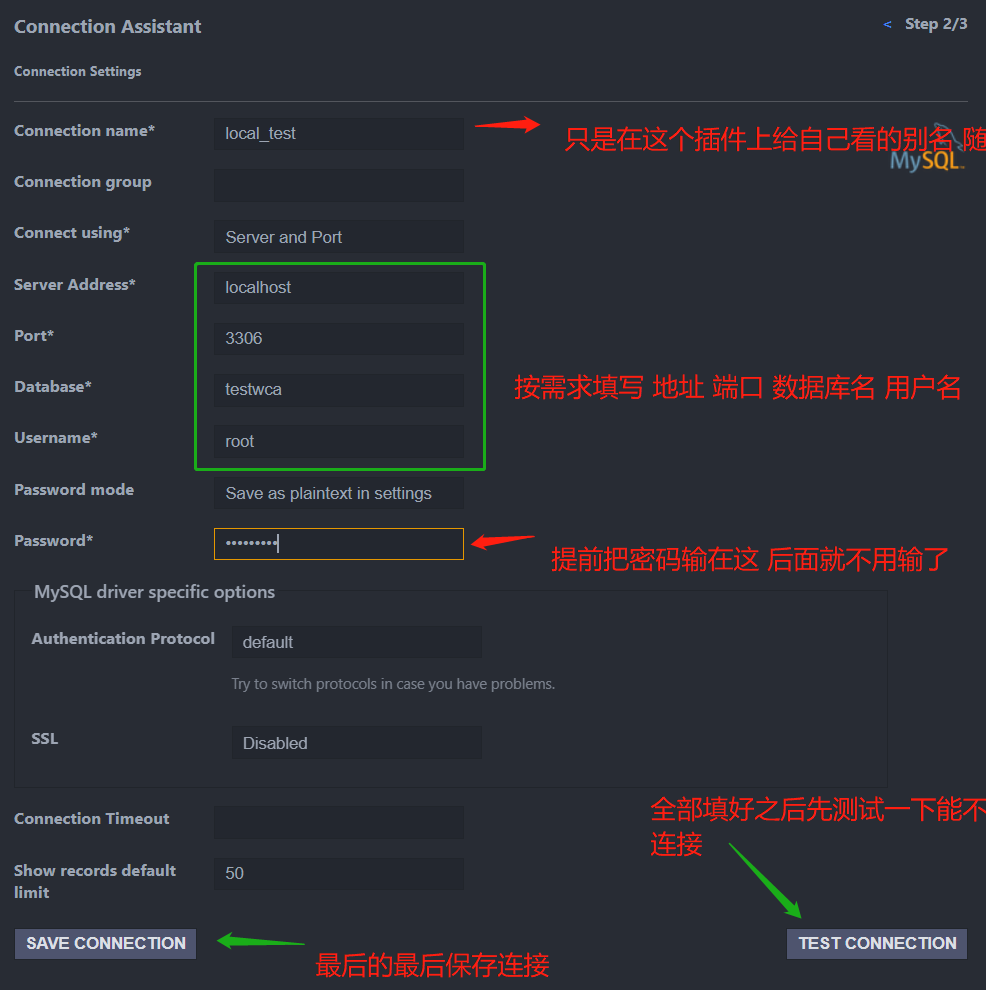 Connection Assistant
< Step 2/3
Connection Settings
Connection name* local_test
只是在这个插件上给自己看的别名 随
MySQL
Connection group
Connect using* Server and Port
Server Address* localhost
Port* 3306
Database* testwca
按需求填写 地址 端口 数据库名 用户名
Username* root
Password mode Save as plaintext in settings
Password* •••••••••
提前把密码输在这 后面就不用输了
MySQL driver specific options
Authentication Protocol default
Try to switch protocols in case you have problems.
SSL Disabled
全部填好之后先测试一下能不
连接
Connection Timeout
Show records default
limit
50
SAVE CONNECTION
TEST CONNECTION
最后的最后保存连接